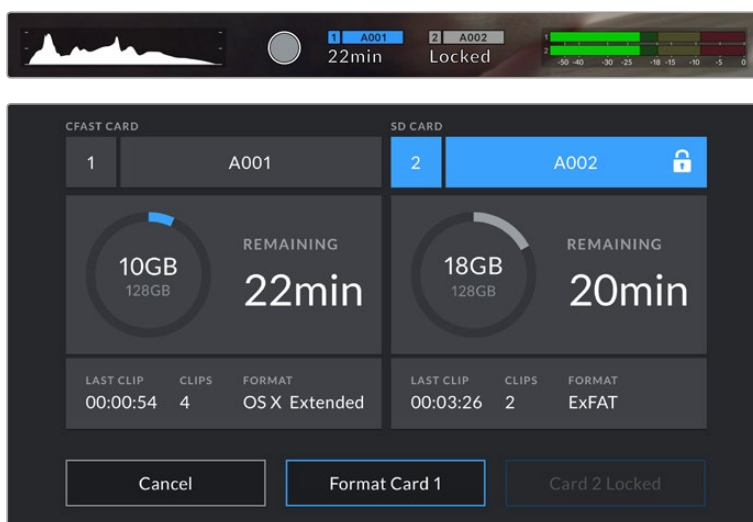 1 A001 2 A002
22min Locked
1
2
-50 -40 -30 -25 -18 -15 -10 -5 0
CFAST CARD SD CARD
1 A001 2 A002
REMAINING REMAINING
10GB 18GB
128GB 22min 128GB 20min
LAST CLIP CLIPS FORMAT LAST CLIP CLIPS FORMAT
00:00:54 4 OS X Extended 00:03:26 2 ExFAT
Cancel Format Card 1 Card 2 Locked